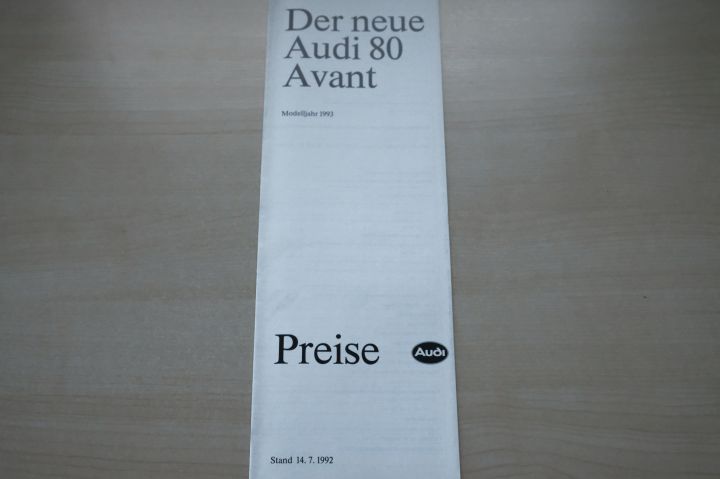 Der neue
Audi 80
Avant
Modelljahr 1993
Preise
Audi
Stand 14. 7. 1992